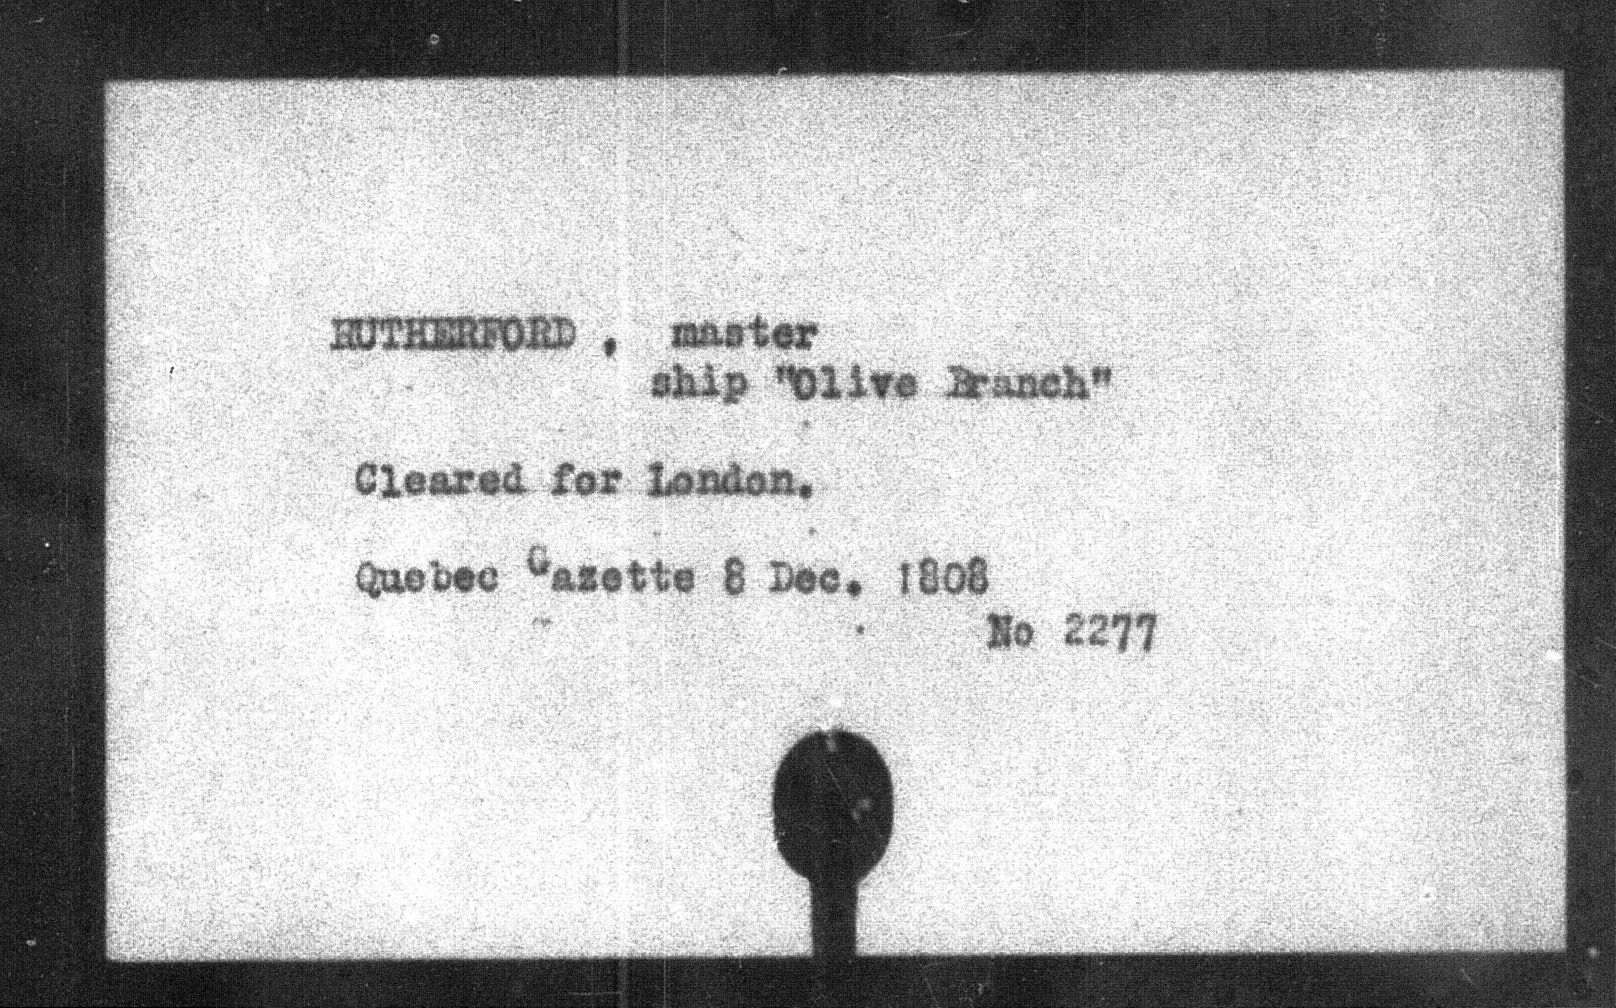 RUTHERFORD , master
ship "Olive Branch"
Cleared for London.
Quebec Gazette 8 Dec. 1808
No 2277